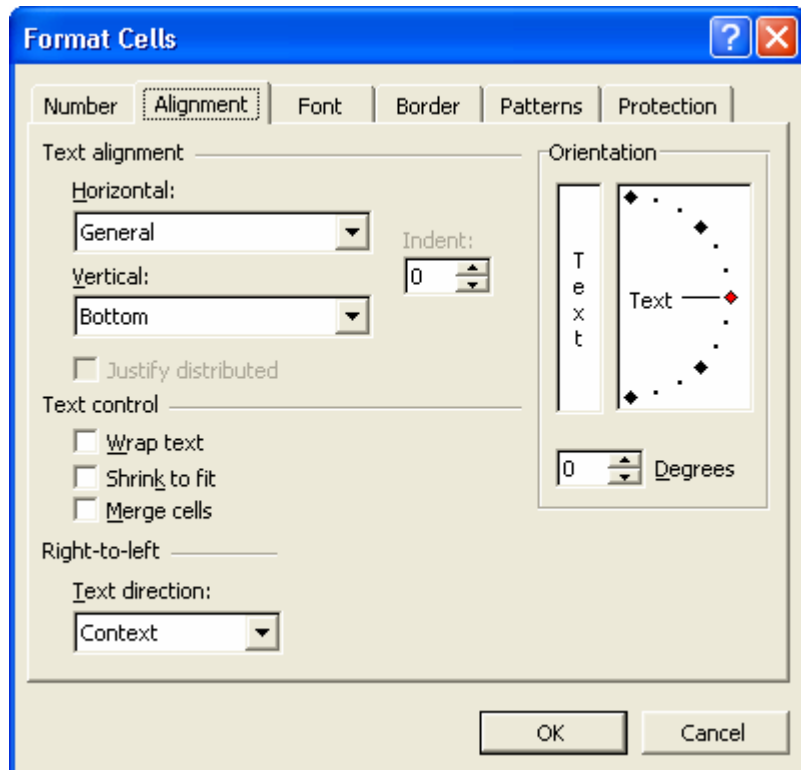 Format Cells
Number Alignment Font Border Patterns Protection
Text alignment
Horizontal:
General
Indent:
0
Vertical:
Bottom
Justify distributed
Text control
Wrap text
Shrink to fit
Merge cells
Right-to-left
Text direction:
Context
Orientation
Text
Text
0 Degrees
OK Cancel